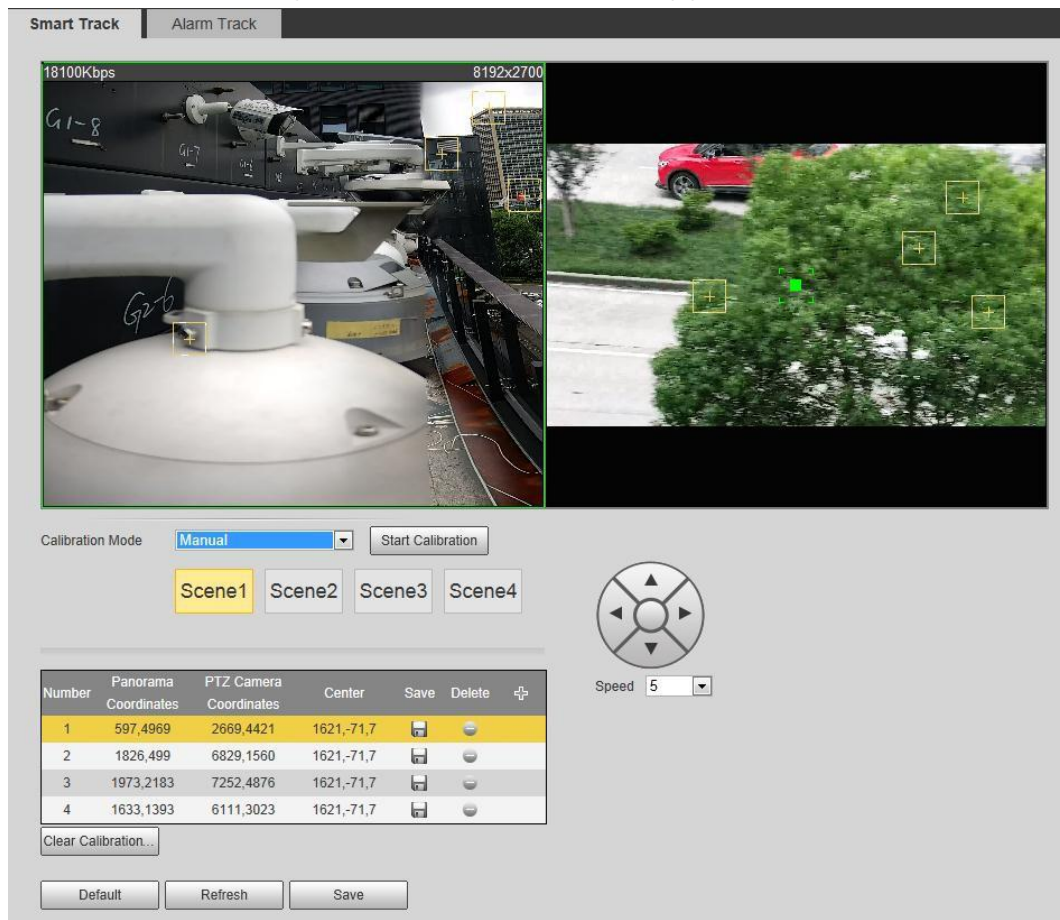 Smart Track Alarm Track
18100Kbps 8192x2700
G1-8
G1-7
G2-6
Calibration Mode Manual Start Calibration
Scene1 Scene2 Scene3 Scene4
Speed 5
Number Panorama Coordinates PTZ Camera Coordinates Center Save Delete
1 597,4969 2669,4421 1621,-71,7
2 1826,499 6829,1560 1621,-71,7
3 1973,2183 7252,4876 1621,-71,7
4 1633,1393 6111,3023 1621,-71,7
Clear Calibration...
Default Refresh Save